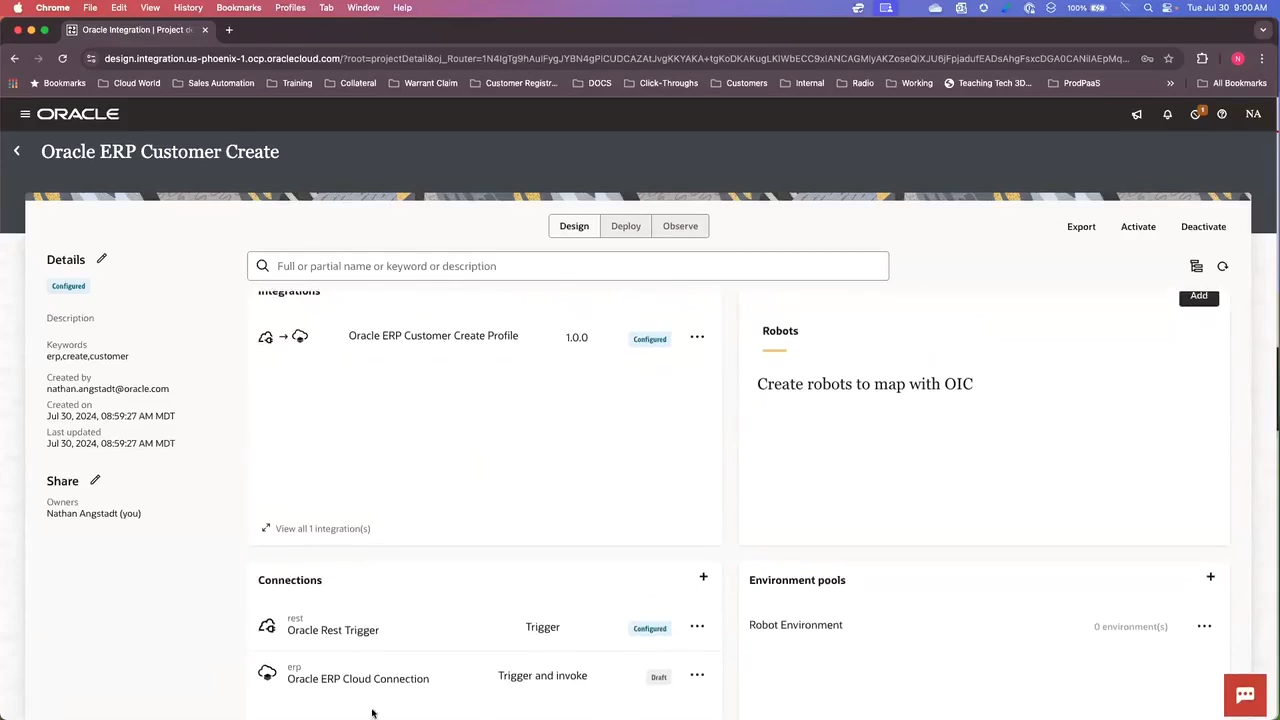 Chrome File Edit View History Bookmarks Profiles Tab Window Help 100% Tue Jul 30 9:00 AM
Oracle Integration | Project de
design.integration.us-phoenix-1.ocp.oraclecloud.com/?root=projectDetail&oj_Router=
Bookmarks Cloud World Sales Automation Training Collateral Warrant Claim Customer Registr... DOCS Click-Throughs Customers Internal Radio Working Teaching Tech 3D... ProdPaaS » All Bookmarks
ORACLE 1 NA
Oracle ERP Customer Create
Design Deploy Observe
Export Activate Deactivate
Details
Configured
Description
Keywords
erp,create,customer
Created by
nathan.angstadt@oracle.com
Created on
Jul 30, 2024, 08:59:27 AM MDT
Last updated
Jul 30, 2024, 08:59:27 AM MDT
Share
Owners
Nathan Angstadt (you)
Full or partial name or keyword or description
Integrations
Oracle ERP Customer Create Profile 1.0.0 Configured
View all 1 integration(s)
Add
Robots
Create robots to map with OIC
Connections
rest
Oracle Rest Trigger Trigger Configured
erp
Oracle ERP Cloud Connection Trigger and invoke Draft
Environment pools
Robot Environment 0 environment(s)